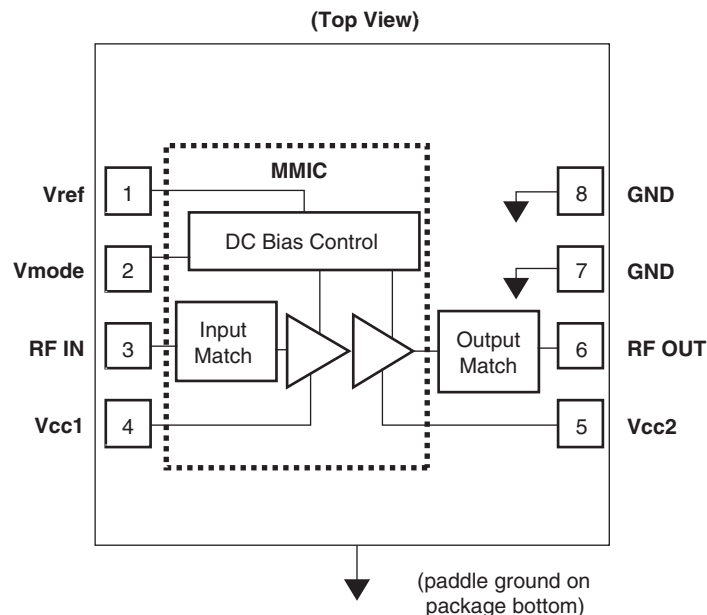 (Top View)
MMIC
Vref 1
8 GND
DC Bias Control
Vmode 2
7 GND
RF IN 3
Input
Match
Output
Match
6 RF OUT
Vcc1 4
5 Vcc2
(paddle ground on
package bottom)